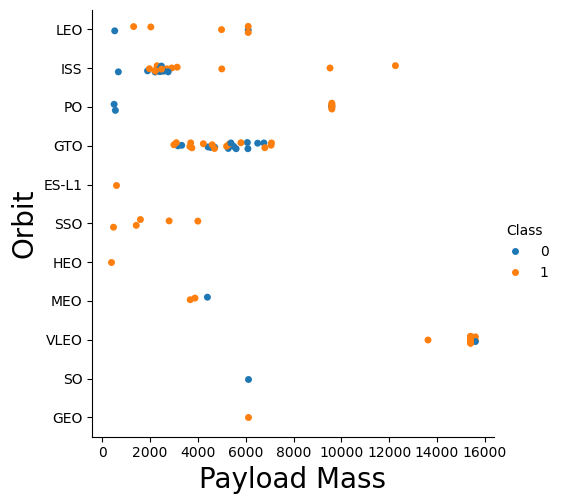 LEO
ISS
PO
GTO
ES-L1
SSO
HEO
MEO
VLEO
SO
GEO
Orbit
0 2000 4000 6000 8000 10000 12000 14000 16000
Payload Mass
Class
0
1